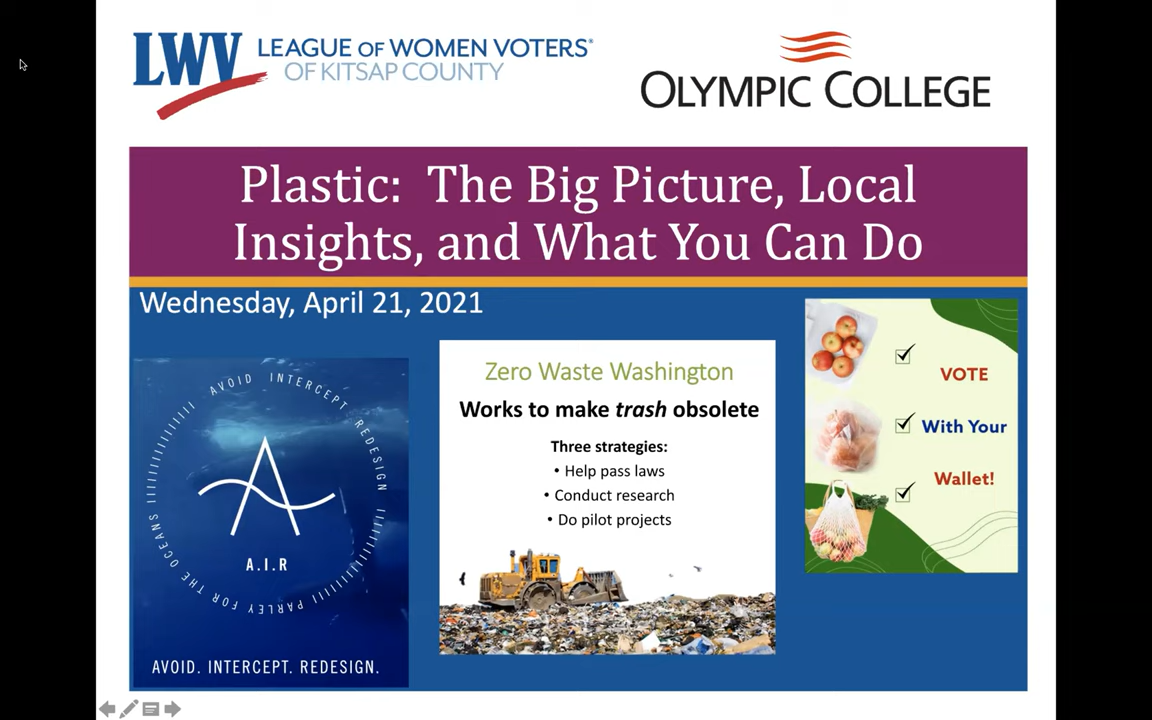 LWV
LEAGUE OF WOMEN VOTERS®
OF KITSAP COUNTY
OLYMPIC COLLEGE
Plastic: The Big Picture, Local
Insights, and What You Can Do
Wednesday, April 21, 2021
AVOID INTERCEPT REDESIGN
PARLEY FOR THE OCEANS
A.I.R
AVOID. INTERCEPT. REDESIGN.
Zero Waste Washington
Works to make trash obsolete
Three strategies:
• Help pass laws
• Conduct research
• Do pilot projects
VOTE
With Your
Wallet!